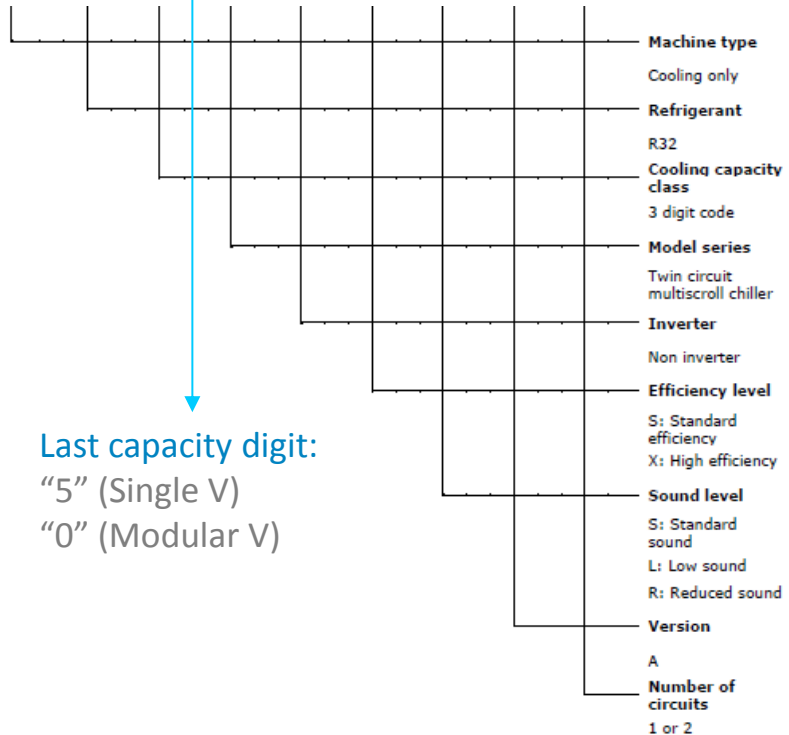 Machine type
Cooling only
Refrigerant
R32
Cooling capacity
class
3 digit code
Model series
Twin circuit
multiscroll chiller
Inverter
Non inverter
Efficiency level
S: Standard
efficiency
X: High efficiency
Last capacity digit:
“5” (Single V)
“0” (Modular V)
Sound level
S: Standard
sound
L: Low sound
R: Reduced sound
Version
A
Number of
circuits
1 or 2